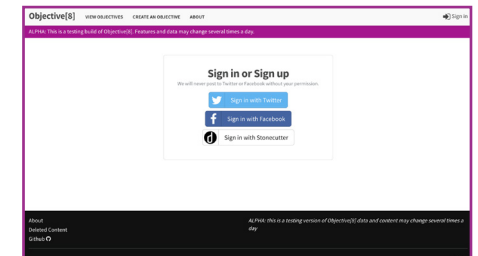 Objective[8] VIEW OBJECTIVES CREATE AN OBJECTIVE ABOUT Sign in
ALPHA: This is a testing build of Objective[8]. Features and data may change several times a day.
Sign in or Sign up
We will never post to Twitter or Facebook without your permission.
Sign in with Twitter
Sign in with Facebook
Sign in with Stonecutter
About
Deleted Content
Github
ALPHA: this is a testing version of Objective[8] data and content may change several times a
day